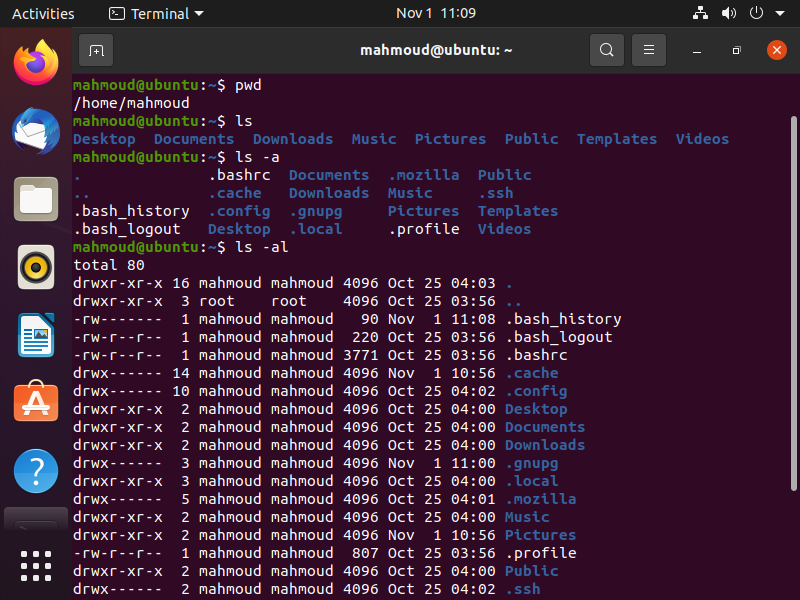 Activities Terminal Nov 1 11:09
mahmoud@ubuntu: ~
mahmoud@ubuntu:~$ pwd
/home/mahmoud
mahmoud@ubuntu:~$ ls
Desktop Documents Downloads Music Pictures Public Templates Videos
mahmoud@ubuntu:~$ ls -a
. .bashrc Documents .mozilla Public
.. .cache Downloads Music .ssh
.bash_history .config .gnupg Pictures Templates
.bash_logout Desktop .local .profile Videos
mahmoud@ubuntu:~$ ls -al
total 80
drwxr-xr-x 16 mahmoud mahmoud 4096 Oct 25 04:03 .
drwxr-xr-x 3 root root 4096 Oct 25 03:56 ..
-rw------- 1 mahmoud mahmoud 90 Nov 1 11:08 .bash_history
-rw-r--r-- 1 mahmoud mahmoud 220 Oct 25 03:56 .bash_logout
-rw-r--r-- 1 mahmoud mahmoud 3771 Oct 25 03:56 .bashrc
drwx------ 14 mahmoud mahmoud 4096 Nov 1 10:56 .cache
drwx------ 10 mahmoud mahmoud 4096 Oct 25 04:02 .config
drwxr-xr-x 2 mahmoud mahmoud 4096 Oct 25 04:00 Desktop
drwxr-xr-x 2 mahmoud mahmoud 4096 Oct 25 04:00 Documents
drwxr-xr-x 2 mahmoud mahmoud 4096 Oct 25 04:00 Downloads
drwx------ 3 mahmoud mahmoud 4096 Nov 1 11:00 .gnupg
drwxr-xr-x 3 mahmoud mahmoud 4096 Oct 25 04:00 .local
drwx------ 5 mahmoud mahmoud 4096 Oct 25 04:01 .mozilla
drwxr-xr-x 2 mahmoud mahmoud 4096 Oct 25 04:00 Music
drwxr-xr-x 2 mahmoud mahmoud 4096 Nov 1 10:56 Pictures
-rw-r--r-- 1 mahmoud mahmoud 807 Oct 25 03:56 .profile
drwxr-xr-x 2 mahmoud mahmoud 4096 Oct 25 04:00 Public
drwx------ 2 mahmoud mahmoud 4096 Oct 25 04:02 .ssh